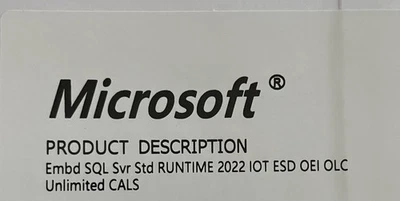 Microsoft®
PRODUCT DESCRIPTION
Embd SQL Svr Std RUNTIME 2022 IOT ESD OEI OLC
Unlimited CALS